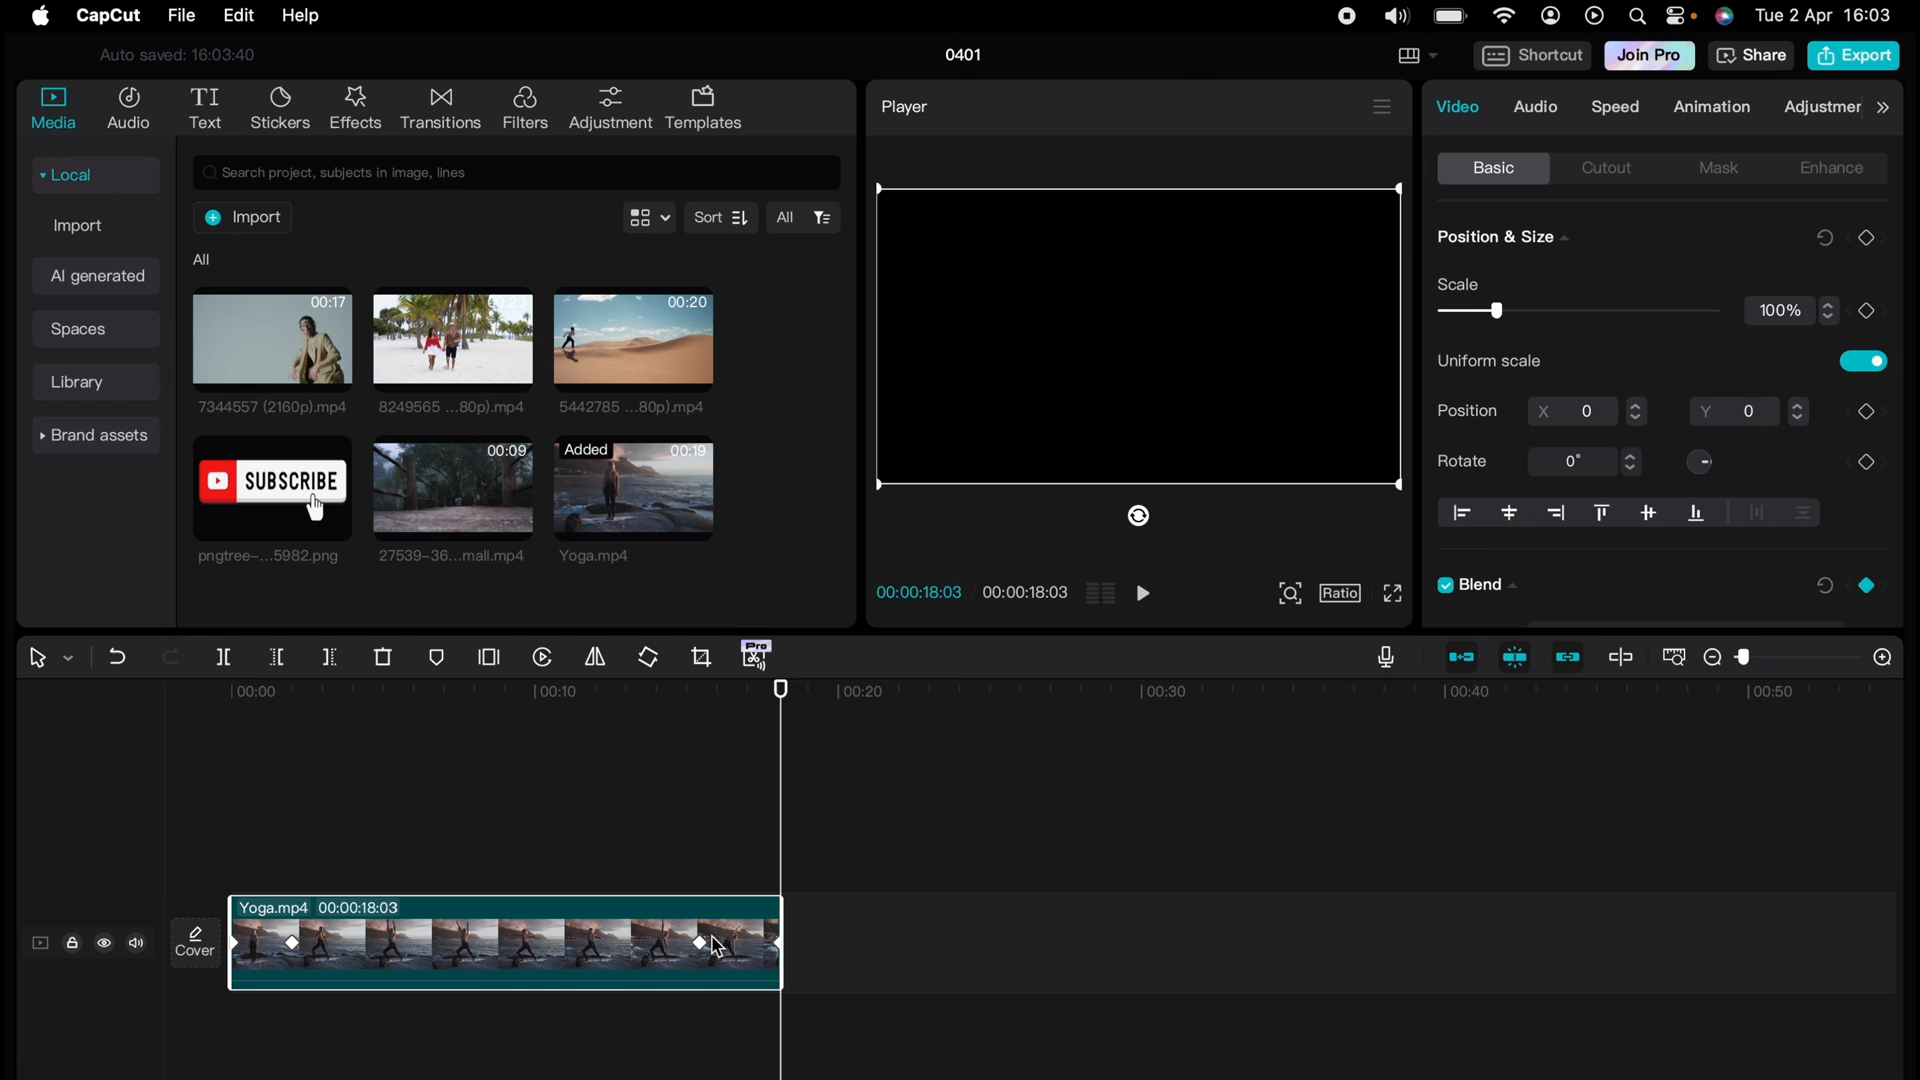 CapCut File Edit Help Tue 2 Apr 16:03
Auto saved: 16:03:40 0401 Shortcut Join Pro Share Export
Media Audio Text Stickers Effects Transitions Filters Adjustment Templates
Local
Import
AI generated
Spaces
Library
Brand assets
Search project, subjects in image, lines
Import Sort All
All
00:17 00:20
7344557 (2160p).mp4 8249565 ...80p).mp4 5442785 ...80p).mp4
SUBSCRIBE 00:09 Added 00:19
pngtree-...5982.png 27539-36...mall.mp4 Yoga.mp4
Player
00:00:18:03 / 00:00:18:03 Ratio
Video Audio Speed Animation Adjustmer
Basic Cutout Mask Enhance
Position & Size
Scale
100%
Uniform scale
Position X 0 Y 0
Rotate 0°
Blend
Pro
00:00 00:10 00:20 00:30 00:40 00:50
Yoga.mp4 00:00:18:03
Cover